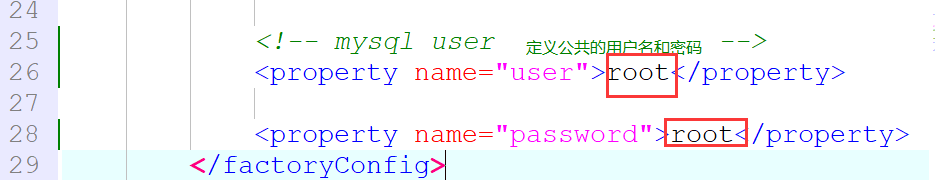 24
25 <!-- mysql user 定义公共的用户名和密码 -->
26 <property name="user">root</property>
27
28 <property name="password">root</property>
29 </factoryConfig>